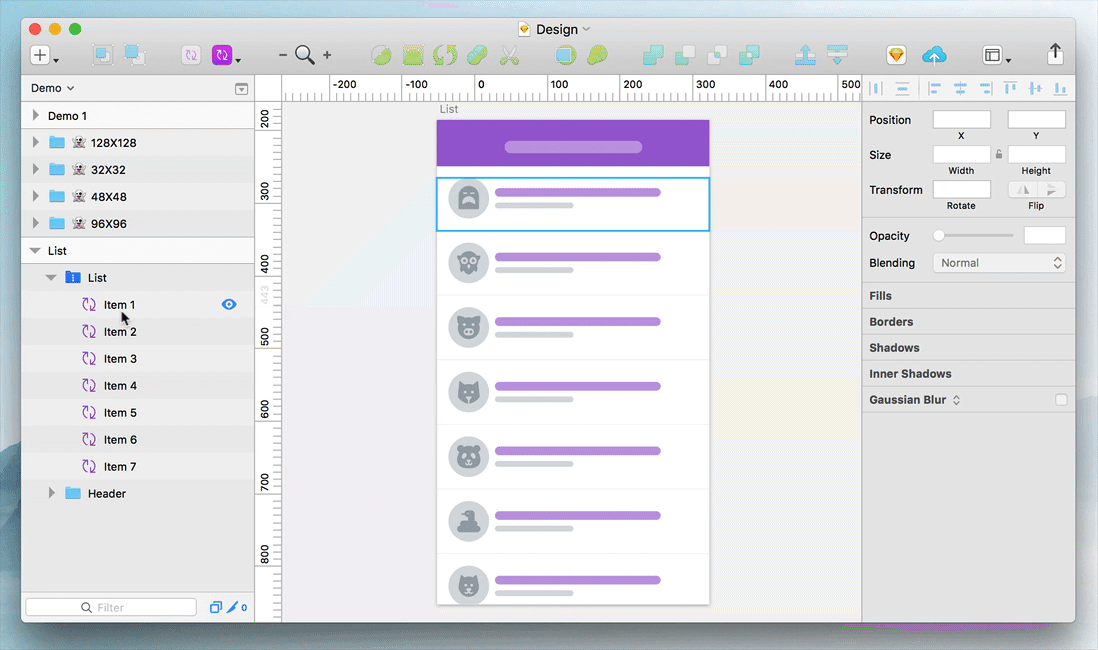 Design
Demo
Demo 1
128X128
32X32
48X48
96X96
List
List
Item 1
Item 2
Item 3
Item 4
Item 5
Item 6
Item 7
Header
Filter
0
-200
-100
0
100
200
300
400
500
200
300
400
443
500
600
700
800
List
Position
X
Y
Size
Width
Height
Transform
Rotate
Flip
Opacity
Blending
Normal
Fills
Borders
Shadows
Inner Shadows
Gaussian Blur